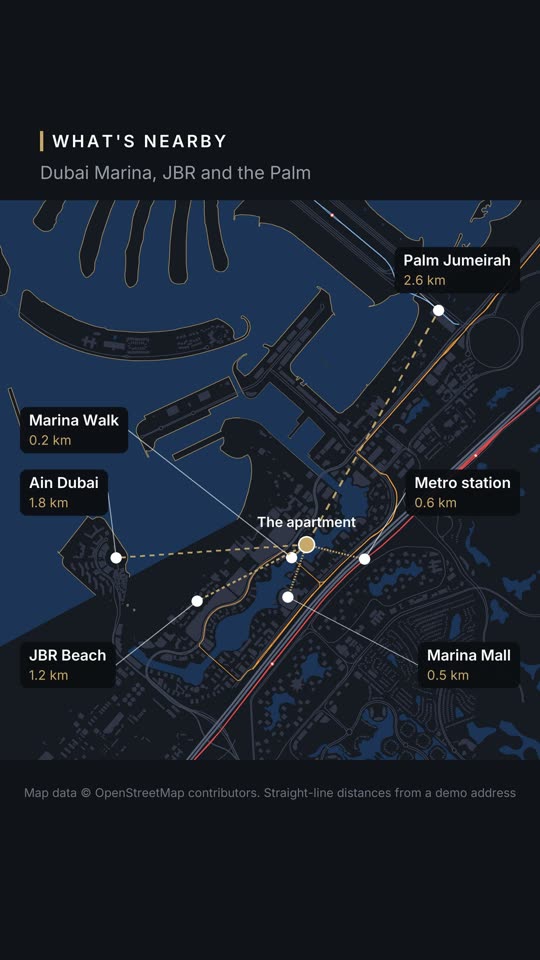 WHAT'S NEARBY
Dubai Marina, JBR and the Palm
Palm Jumeirah
2.6 km
Marina Walk
0.2 km
Ain Dubai
1.8 km
Metro station
0.6 km
The apartment
JBR Beach
1.2 km
Marina Mall
0.5 km
Map data © OpenStreetMap contributors. Straight-line distances from a demo address